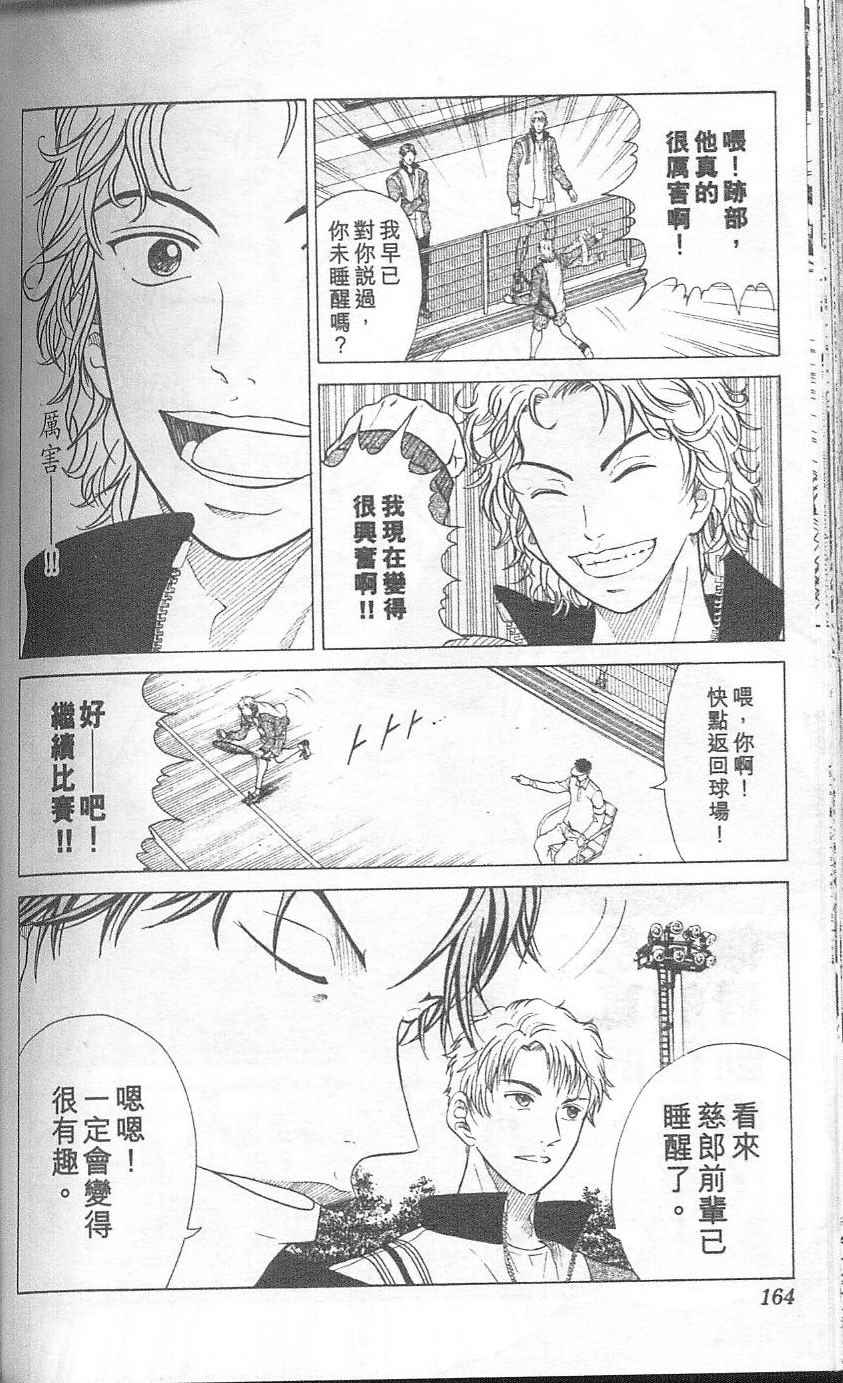 喂！跡部，
他真的
很厲害啊！
我早已
對你說過，
你未睡醒嗎？
厲害——!!
我現在變得
很興奮啊!!
喂，你啊！
快點返回球場！
トトト…
好——吧！
繼續比賽!!
看來
慈郎前輩已
睡醒了。
嗯嗯！
一定會變得
很有趣。
164